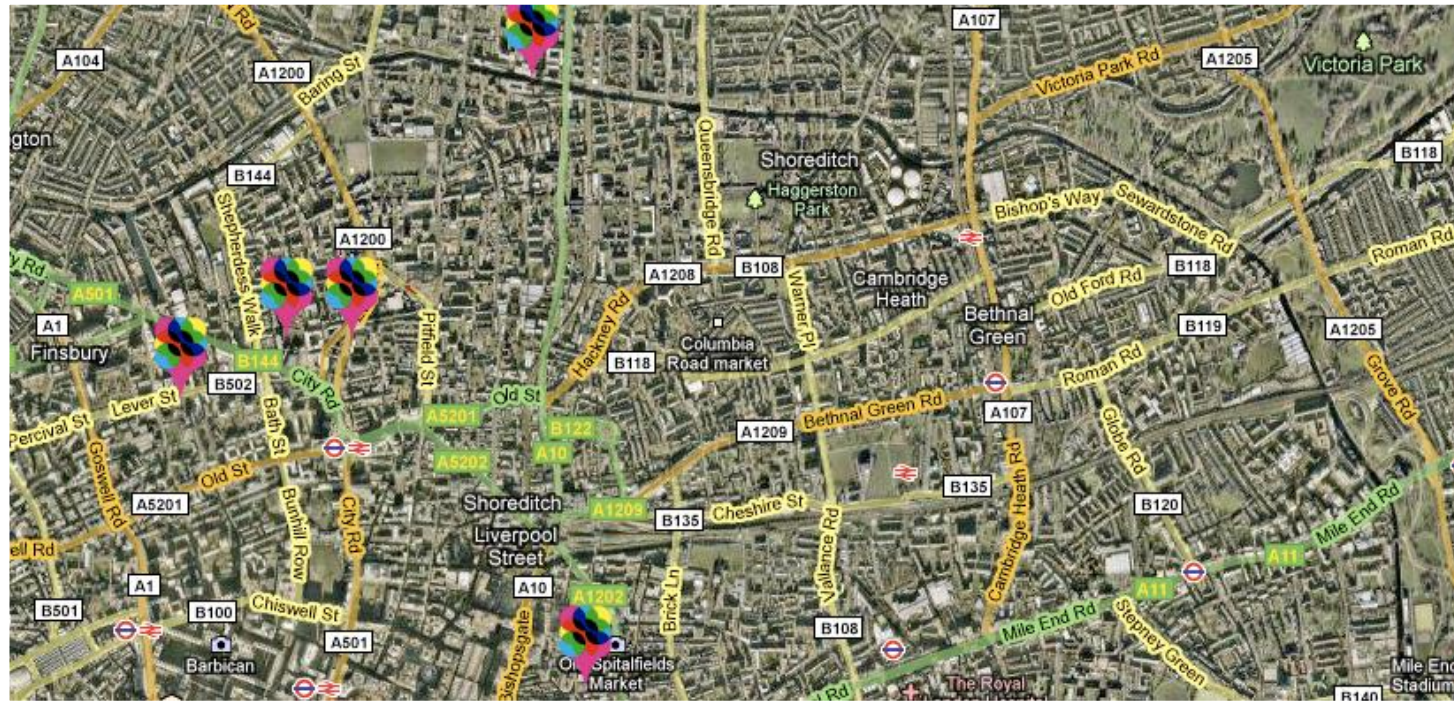 A107
A104
A1200
Baring St
Victoria Park Rd
A1205
Victoria Park
Queensbridge Rd
Shoreditch
Haggerston
Park
B118
B144
Shepherdess Walk
Bishop's Way
Sewardstone Rd
A1200
A1208
B108
Warner Pl
Cambridge
Heath
Old Ford Rd
B118
Roman Rd
A501
A1
Finsbury
B144
B502
City Rd
Pitfield St
Hackney Rd
B118
Columbia
Road market
Bethnal
Green
B119
A1205
Roman Rd
Grove Rd
Percival St
Lever St
Bath St
A5201
Old St
B122
Bethnal Green Rd
A107
A1209
Globe Rd
Goswell Rd
Old St
A5202
A10
A5201
City Rd
Bunhill Row
Shoreditch
Liverpool
Street
A1209
B135
Cheshire St
B135
Cambridge Heath Rd
B120
Mile End Rd
A11
A1
B501
B100
Chiswell St
A10
A1202
Brick Ln
Vallance Rd
A11
Mile End Rd
Stepney Green
B108
Barbican
A501
Bishopsgate
Spitalfields
Market
The Royal
Mile End
Stadium
B140